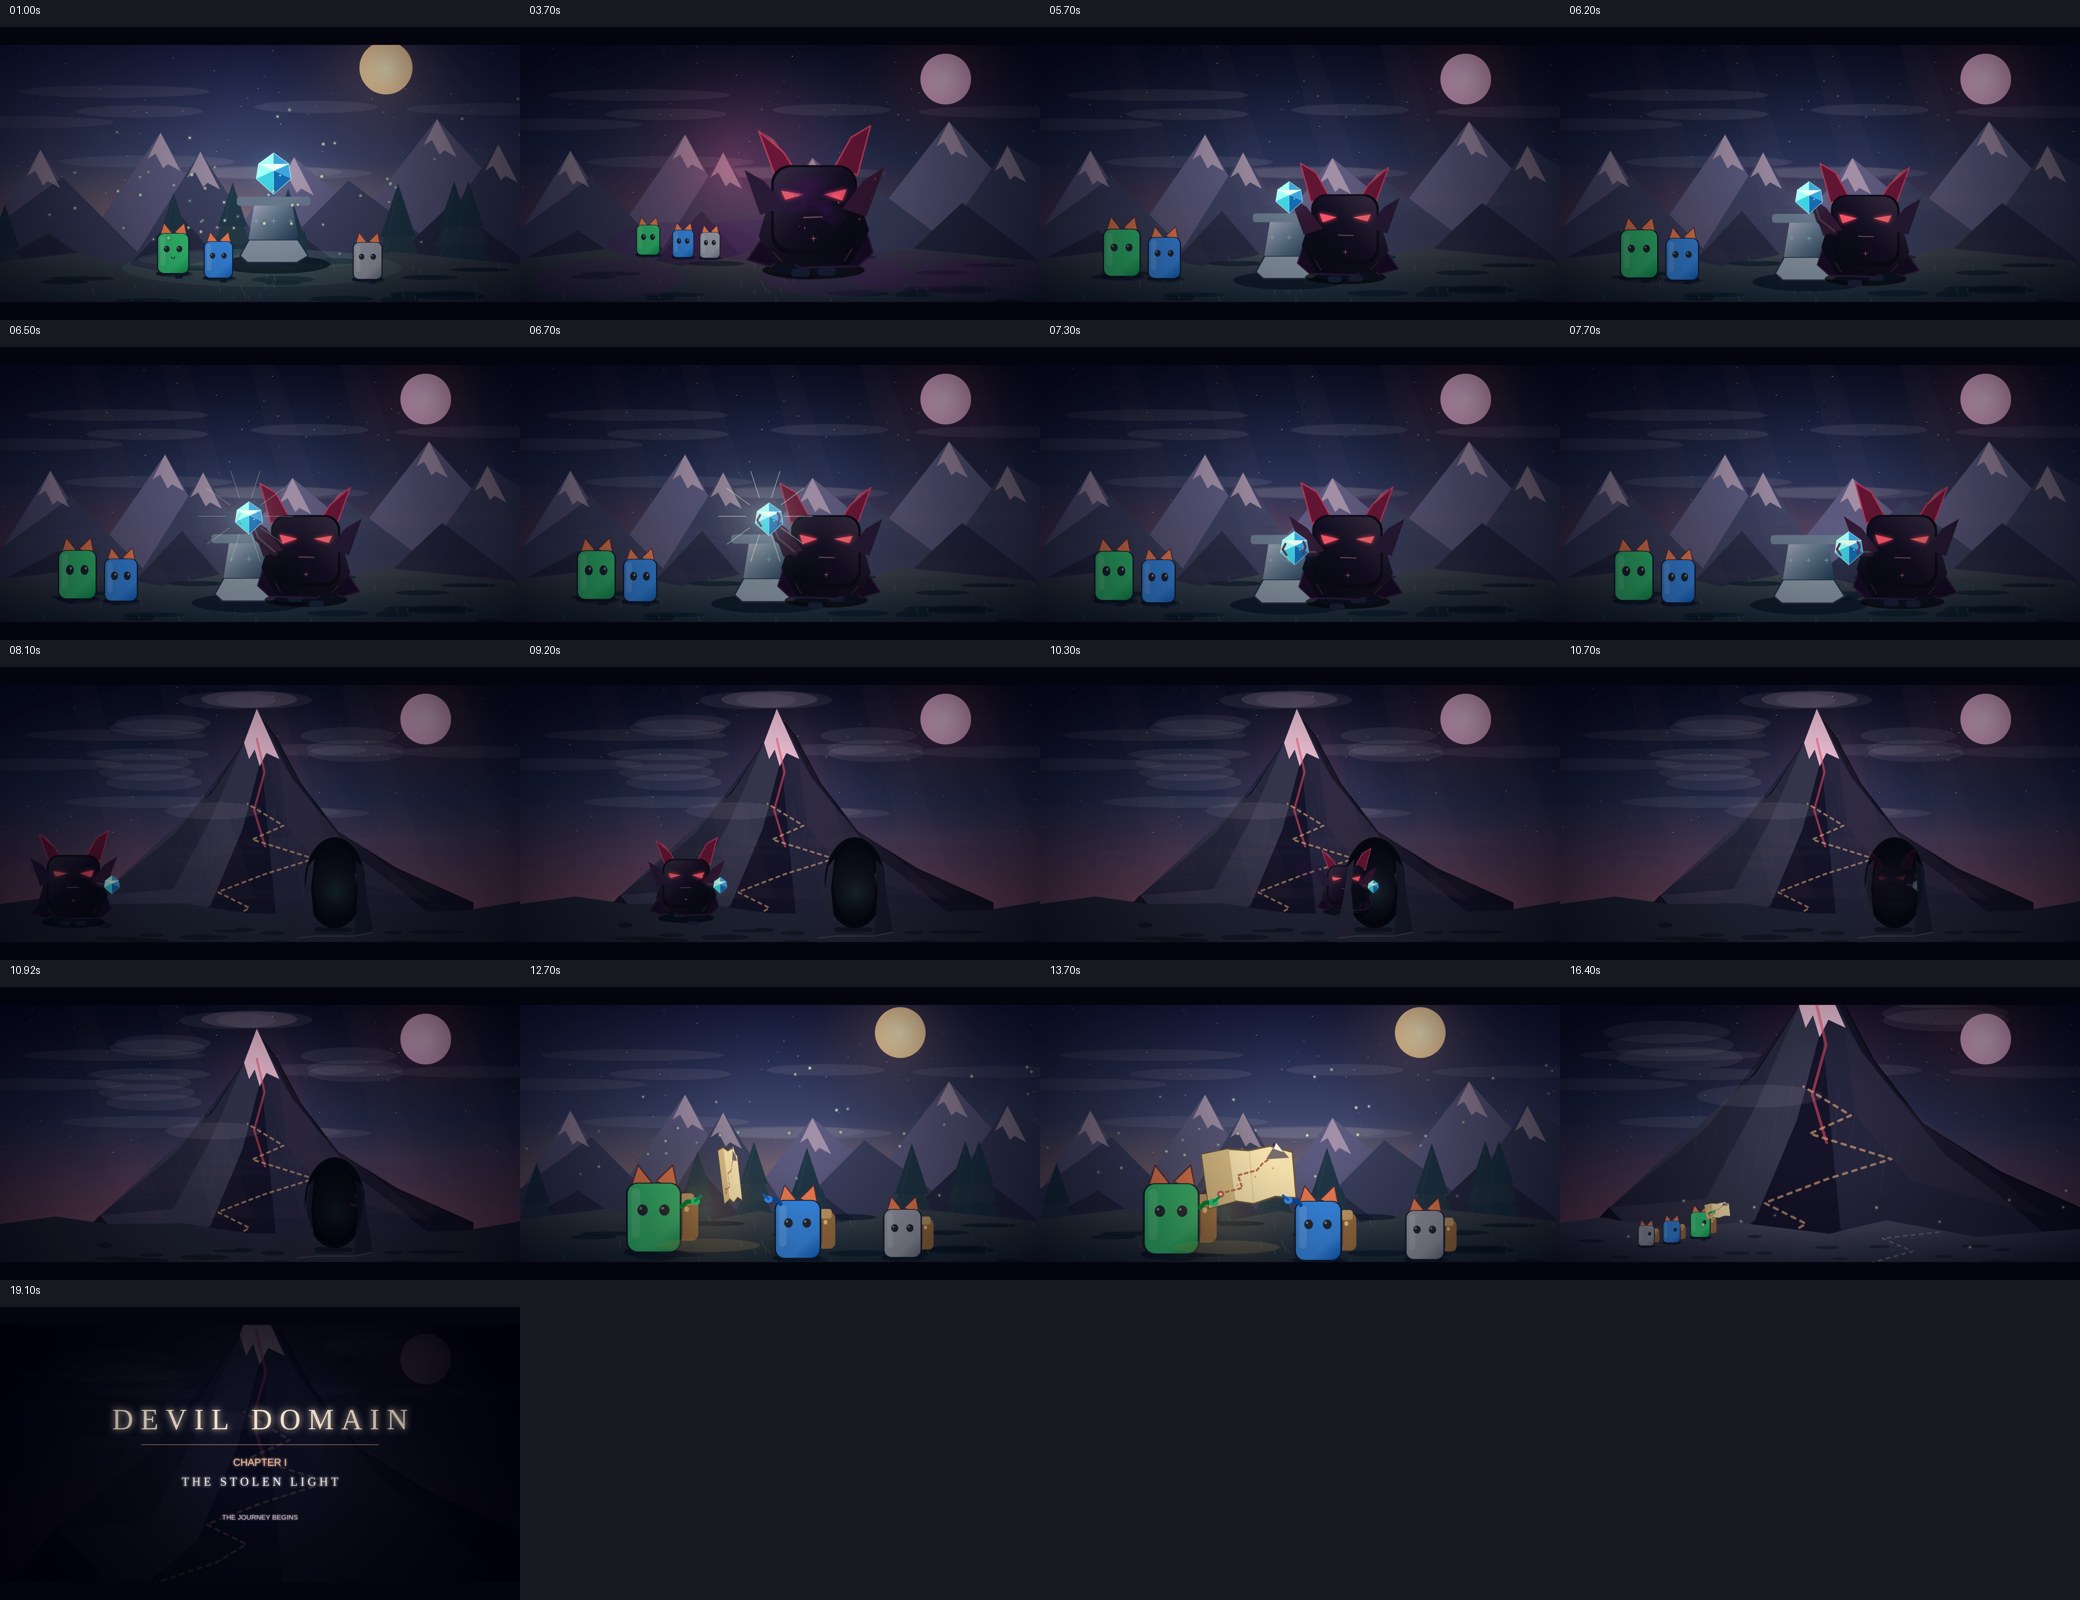 01.00s
03.70s
05.70s
06.20s
06.50s
06.70s
07.30s
07.70s
08.10s
09.20s
10.30s
10.70s
10.92s
12.70s
13.70s
16.40s
19.10s
DEVIL DOMAIN
CHAPTER I
THE STOLEN LIGHT
THE JOURNEY BEGINS